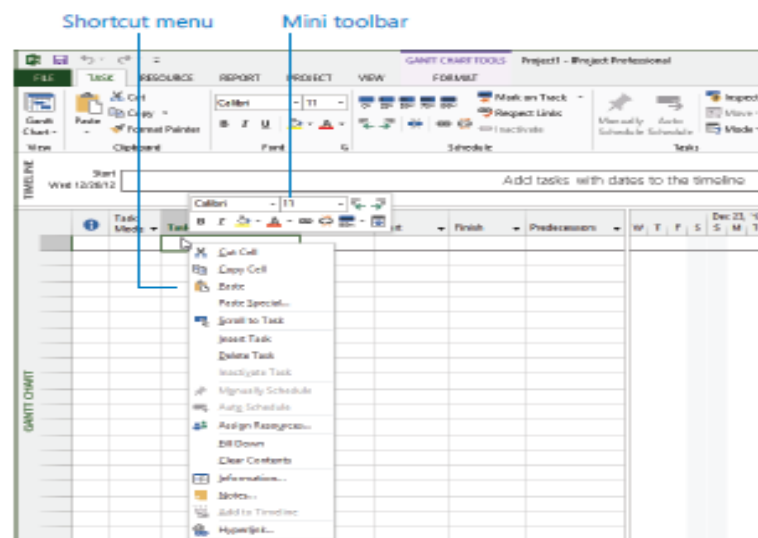 Shortcut menu Mini toolbar
GANTT CHART TOOLS Project1 - Project Professional
FILE TASK RESOURCE REPORT PROJECT VIEW FORMAT
Gantt Chart
View
Paste
Cut
Copy
Format Painter
Clipboard
Calibri 11
B I U
Font
Mark on Track
Respect Links
Inactivate
Schedule
Manually Schedule
Auto Schedule
Inspect
Move
Mode
Tasks
TIMELINE
Start
Wed 12/26/12
Add tasks with dates to the timeline
Calibri 11
B I
Task Mode
Finish
Predecessors
W T F S S M T
Dec 23,
GANTT CHART
Cut Cell
Copy Cell
Paste
Paste Special...
Scroll to Task
Insert Task
Delete Task
Inactivate Task
Manually Schedule
Auto Schedule
Assign Resources...
Fill Down
Clear Contents
Information...
Notes...
Add to Timeline
Hyperlink...